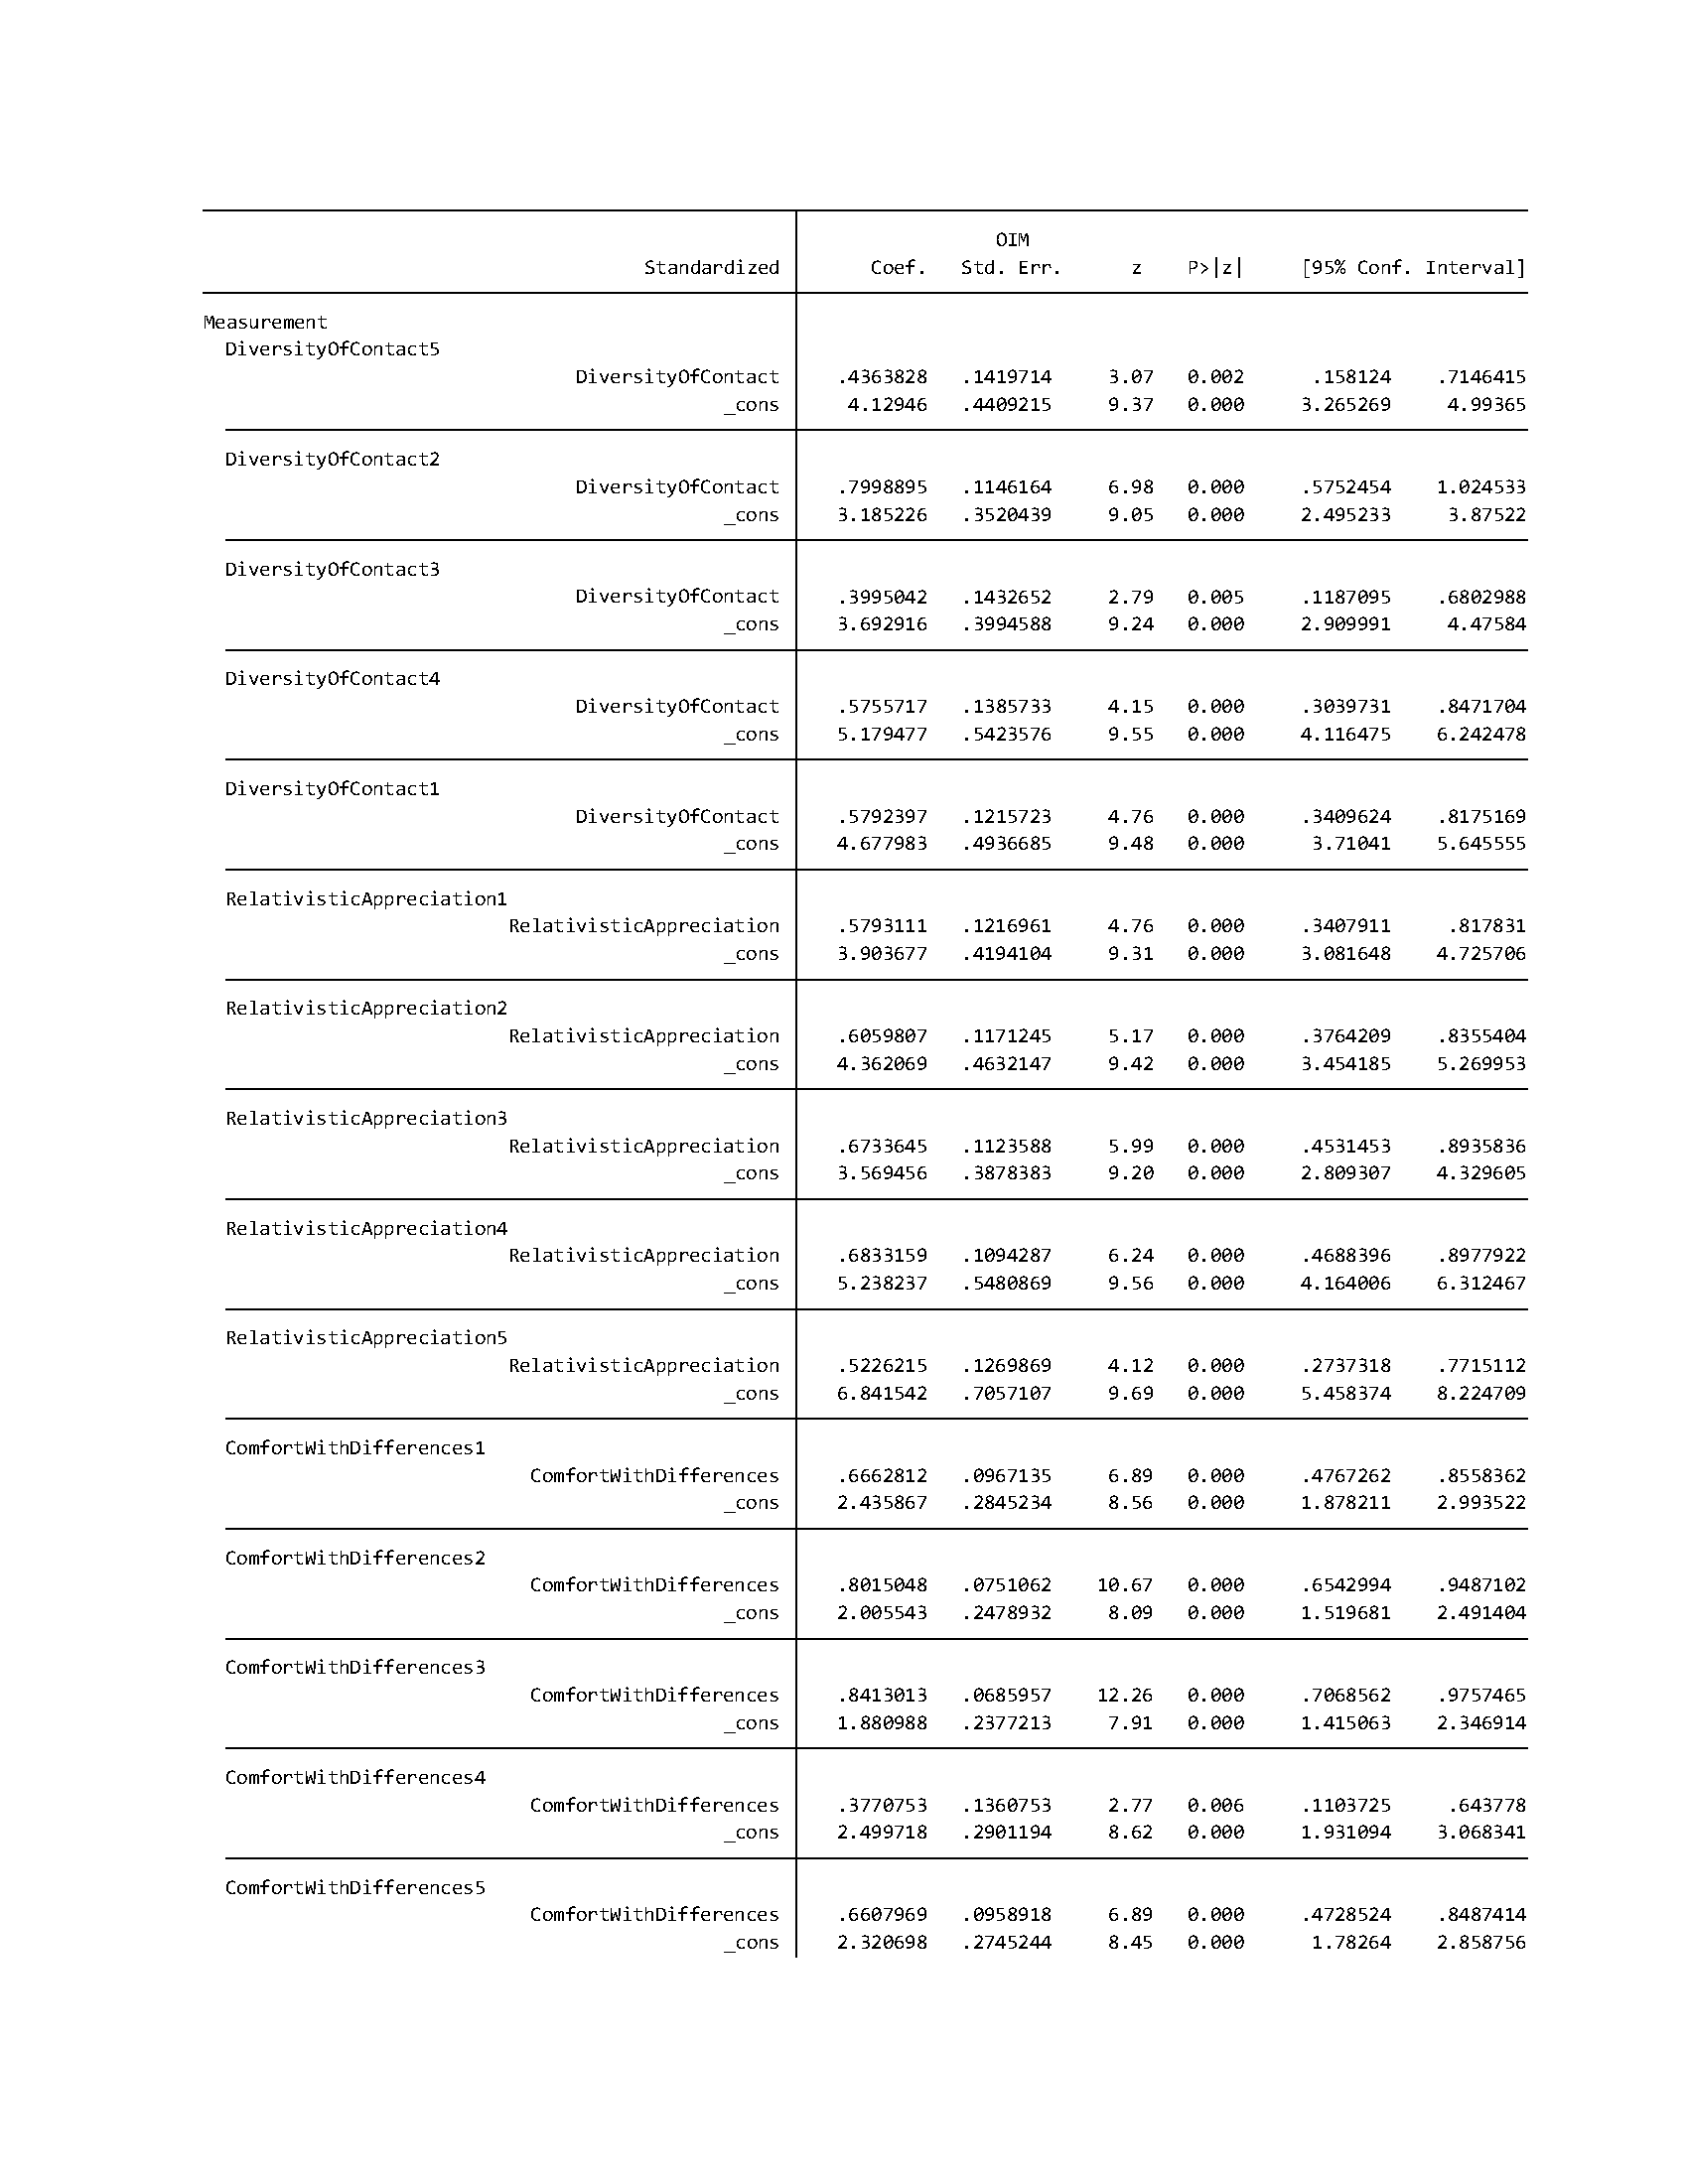 OIM
Standardized Coef. Std. Err. z P>|z| [95% Conf. Interval]
Measurement
DiversityOfContact5
DiversityOfContact .4363828 .1419714 3.07 0.002 .158124 .7146415
_cons 4.12946 .4409215 9.37 0.000 3.265269 4.99365
DiversityOfContact2
DiversityOfContact .7998895 .1146164 6.98 0.000 .5752454 1.024533
_cons 3.185226 .3520439 9.05 0.000 2.495233 3.87522
DiversityOfContact3
DiversityOfContact .3995042 .1432652 2.79 0.005 .1187095 .6802988
_cons 3.692916 .3994588 9.24 0.000 2.909991 4.47584
DiversityOfContact4
DiversityOfContact .5755717 .1385733 4.15 0.000 .3039731 .8471704
_cons 5.179477 .5423576 9.55 0.000 4.116475 6.242478
DiversityOfContact1
DiversityOfContact .5792397 .1215723 4.76 0.000 .3409624 .8175169
_cons 4.677983 .4936685 9.48 0.000 3.71041 5.645555
RelativisticAppreciation1
RelativisticAppreciation .5793111 .1216961 4.76 0.000 .3407911 .817831
_cons 3.903677 .4194104 9.31 0.000 3.081648 4.725706
RelativisticAppreciation2
RelativisticAppreciation .6059807 .1171245 5.17 0.000 .3764209 .8355404
_cons 4.362069 .4632147 9.42 0.000 3.454185 5.269953
RelativisticAppreciation3
RelativisticAppreciation .6733645 .1123588 5.99 0.000 .4531453 .8935836
_cons 3.569456 .3878383 9.20 0.000 2.809307 4.329605
RelativisticAppreciation4
RelativisticAppreciation .6833159 .1094287 6.24 0.000 .4688396 .8977922
_cons 5.238237 .5480869 9.56 0.000 4.164006 6.312467
RelativisticAppreciation5
RelativisticAppreciation .5226215 .1269869 4.12 0.000 .2737318 .7715112
_cons 6.841542 .7057107 9.69 0.000 5.458374 8.224709
ComfortWithDifferences1
ComfortWithDifferences .6662812 .0967135 6.89 0.000 .4767262 .8558362
_cons 2.435867 .2845234 8.56 0.000 1.878211 2.993522
ComfortWithDifferences2
ComfortWithDifferences .8015048 .0751062 10.67 0.000 .6542994 .9487102
_cons 2.005543 .2478932 8.09 0.000 1.519681 2.491404
ComfortWithDifferences3
ComfortWithDifferences .8413013 .0685957 12.26 0.000 .7068562 .9757465
_cons 1.880988 .2377213 7.91 0.000 1.415063 2.346914
ComfortWithDifferences4
ComfortWithDifferences .3770753 .1360753 2.77 0.006 .1103725 .643778
_cons 2.499718 .2901194 8.62 0.000 1.931094 3.068341
ComfortWithDifferences5
ComfortWithDifferences .6607969 .0958918 6.89 0.000 .4728524 .8487414
_cons 2.320698 .2745244 8.45 0.000 1.78264 2.858756